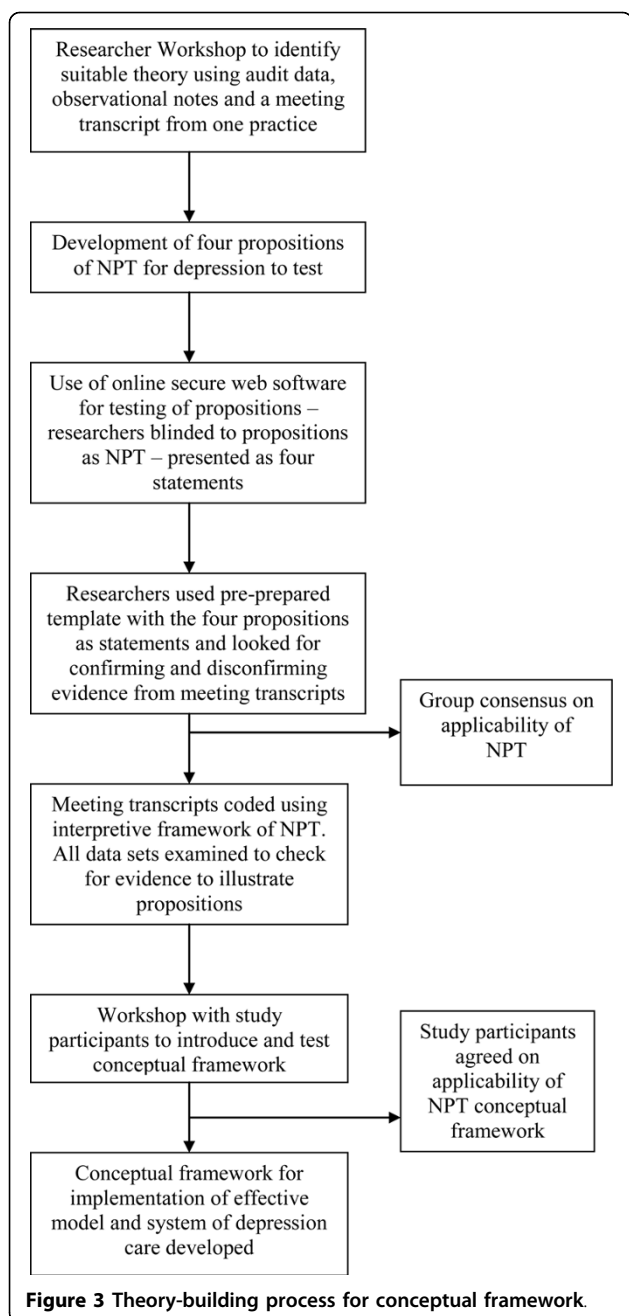 Researcher Workshop to identify
suitable theory using audit data,
observational notes and a meeting
transcript from one practice
Development of four propositions
of NPT for depression to test
Use of online secure web software
for testing of propositions –
researchers blinded to propositions
as NPT – presented as four
statements
Researchers used pre-prepared
template with the four propositions
as statements and looked for
confirming and disconfirming
evidence from meeting transcripts
Group consensus on
applicability of
NPT
Meeting transcripts coded using
interpretive framework of NPT.
All data sets examined to check
for evidence to illustrate
propositions
Workshop with study
participants to introduce and test
conceptual framework
Study participants
agreed on
applicability of
NPT conceptual
framework
Conceptual framework for
implementation of effective
model and system of depression
care developed
Figure 3 Theory-building process for conceptual framework.